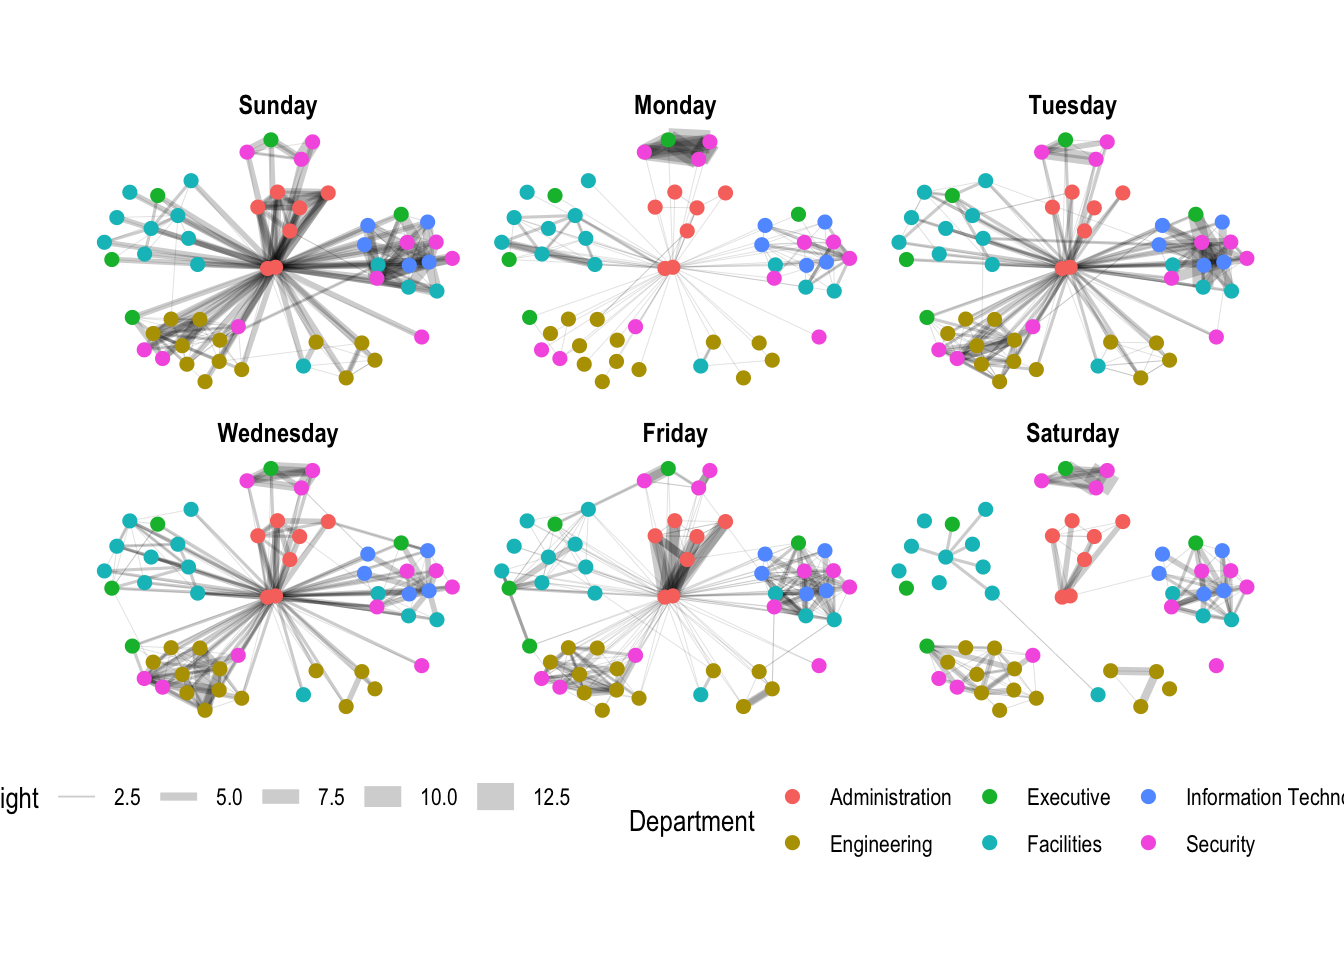 Sunday Monday Tuesday
Wednesday Friday Saturday
ight 2.5 5.0 7.5 10.0 12.5
Department
Administration Executive Information Techno
Engineering Facilities Security